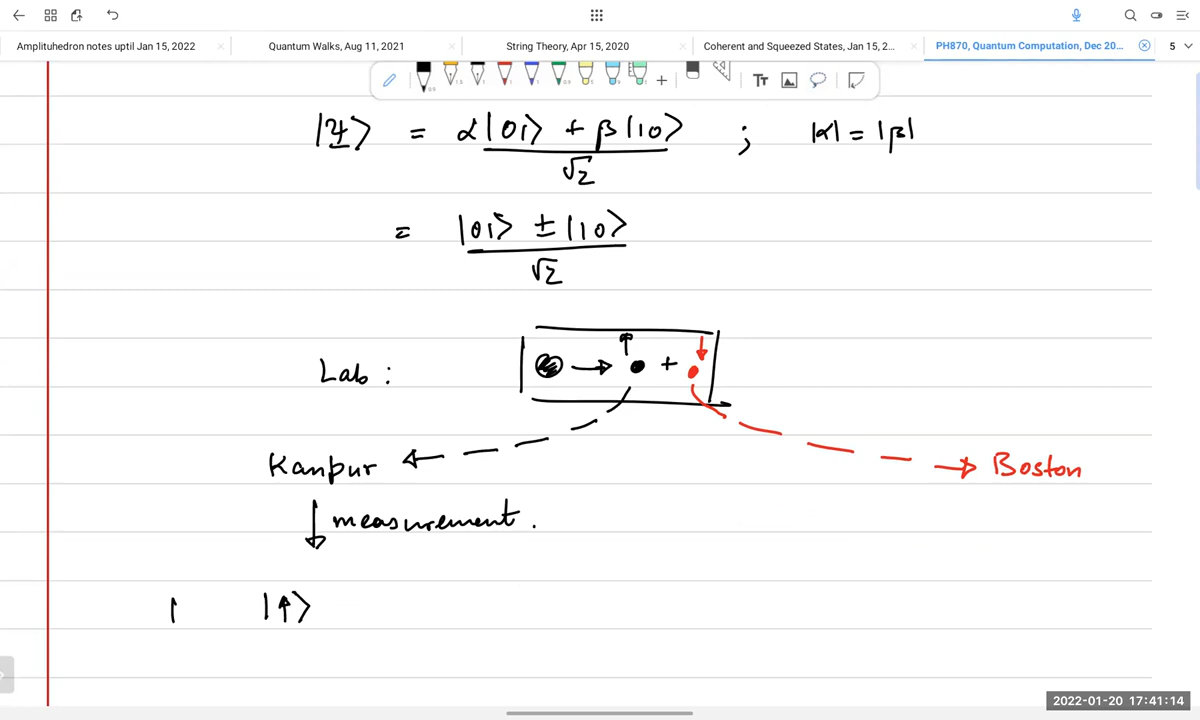 Amplituhedron notes uptil Jan 15, 2022 × Quantum Walks, Aug 11, 2021 × String Theory, Apr 15, 2020 × Coherent and Squeezed States, Jan 15, 2... × PH870, Quantum Computation, Dec 20... 5
Tт
|Ψ⟩ = α|01⟩ + β|10⟩ ; |α| = |β|
√2
= |01⟩ ± |10⟩
√2
Lab : → ↑ + ↓
Kanpur ← → Boston
↓ measurement.
| |↑⟩
2022-01-20 17:41:14